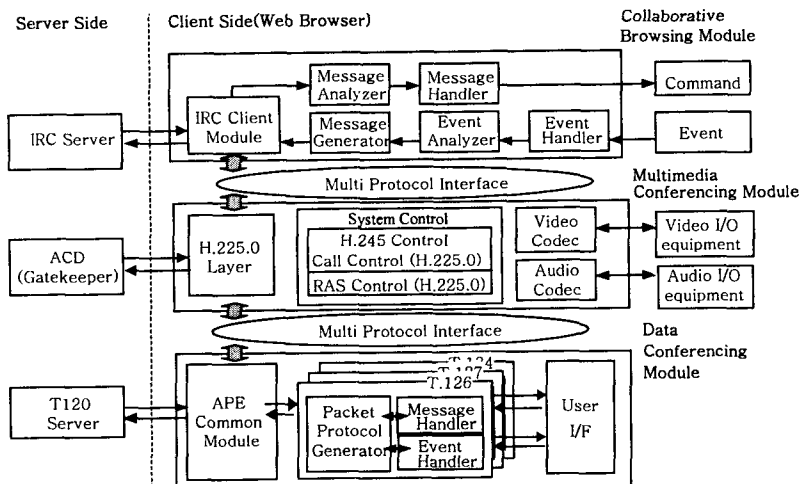 Server Side
Client Side(Web Browser)
Collaborative
Browsing Module
Message
Analyzer
Message
Handler
Command
IRC Server
IRC Client
Module
Message
Generator
Event
Analyzer
Event
Handler
Event
Multi Protocol Interface
Multimedia
Conferencing Module
ACD
(Gatekeeper)
H.225.0
Layer
System Control
H.245 Control
Call Control (H.225.0)
RAS Control (H.225.0)
Video
Codec
Video I/O
equipment
Audio
Codec
Audio I/O
equipment
Multi Protocol Interface
Data
Conferencing
Module
T120
Server
APE
Common
Module
T.124
T.127
T.126
Packet
Protocol
Generator
Message
Handler
Event
Handler
User
I/F